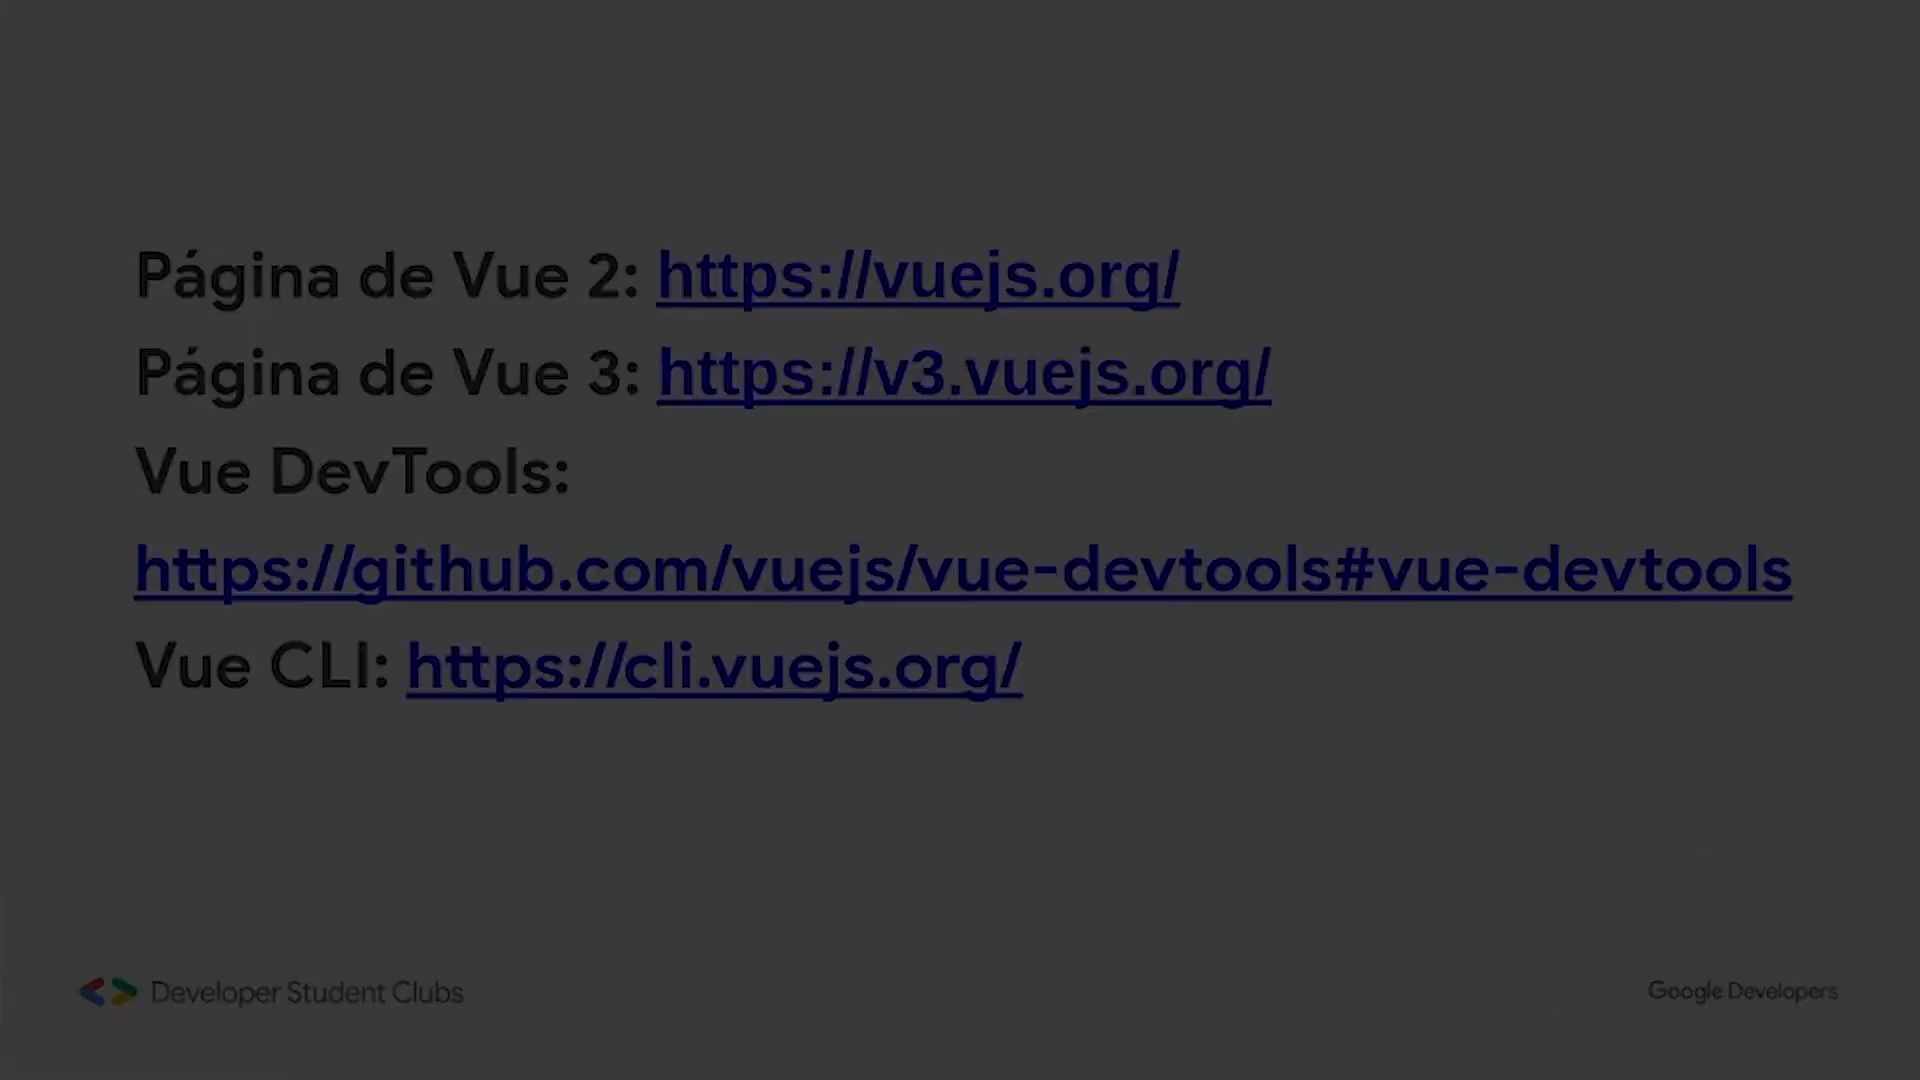 Página de Vue 2: https://vuejs.org/
Página de Vue 3: https://v3.vuejs.org/
Vue DevTools:
https://github.com/vuejs/vue-devtools#vue-devtools
Vue CLI: https://cli.vuejs.org/
Developer Student Clubs
Google Developers